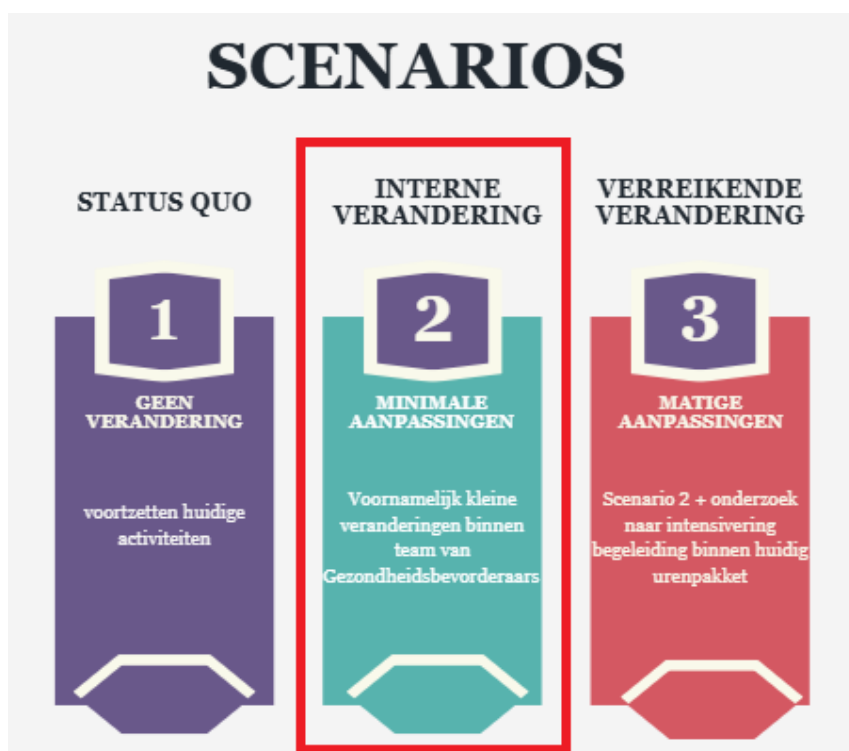 SCENARIOS
STATUS QUO
1
GEEN
VERANDERING
voortzetten huidige
activiteiten
INTERNE
VERANDERING
2
MINIMALE
AANPASSINGEN
Voornamelijk kleine
veranderingen binnen
team van
Gezondheidsbevorderaars
VERREIKENDE
VERANDERING
3
MATIGE
AANPASSINGEN
Scenario 2 + onderzoek
naar intensivering
begeleiding binnen huidig
urenpakket